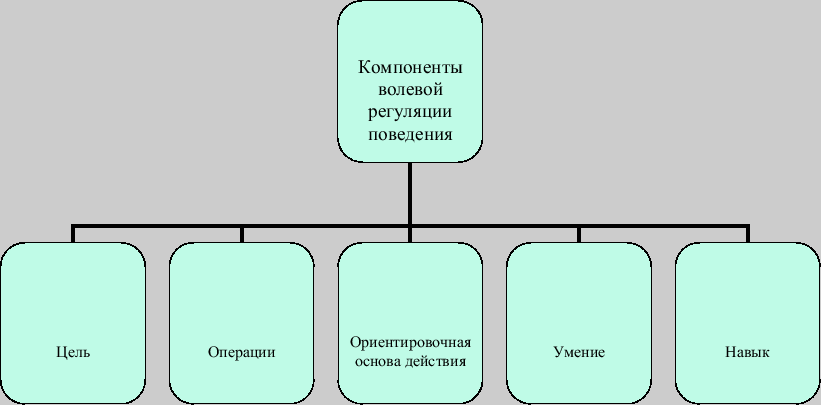 Компоненты
волевой
регуляции
поведения
Цель
Операции
Ориентировочная
основа действия
Умение
Навык